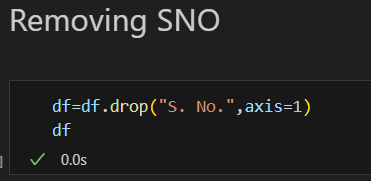 Removing SNO
df=df.drop("S. No.",axis=1)
df
]
✓ 0.0s